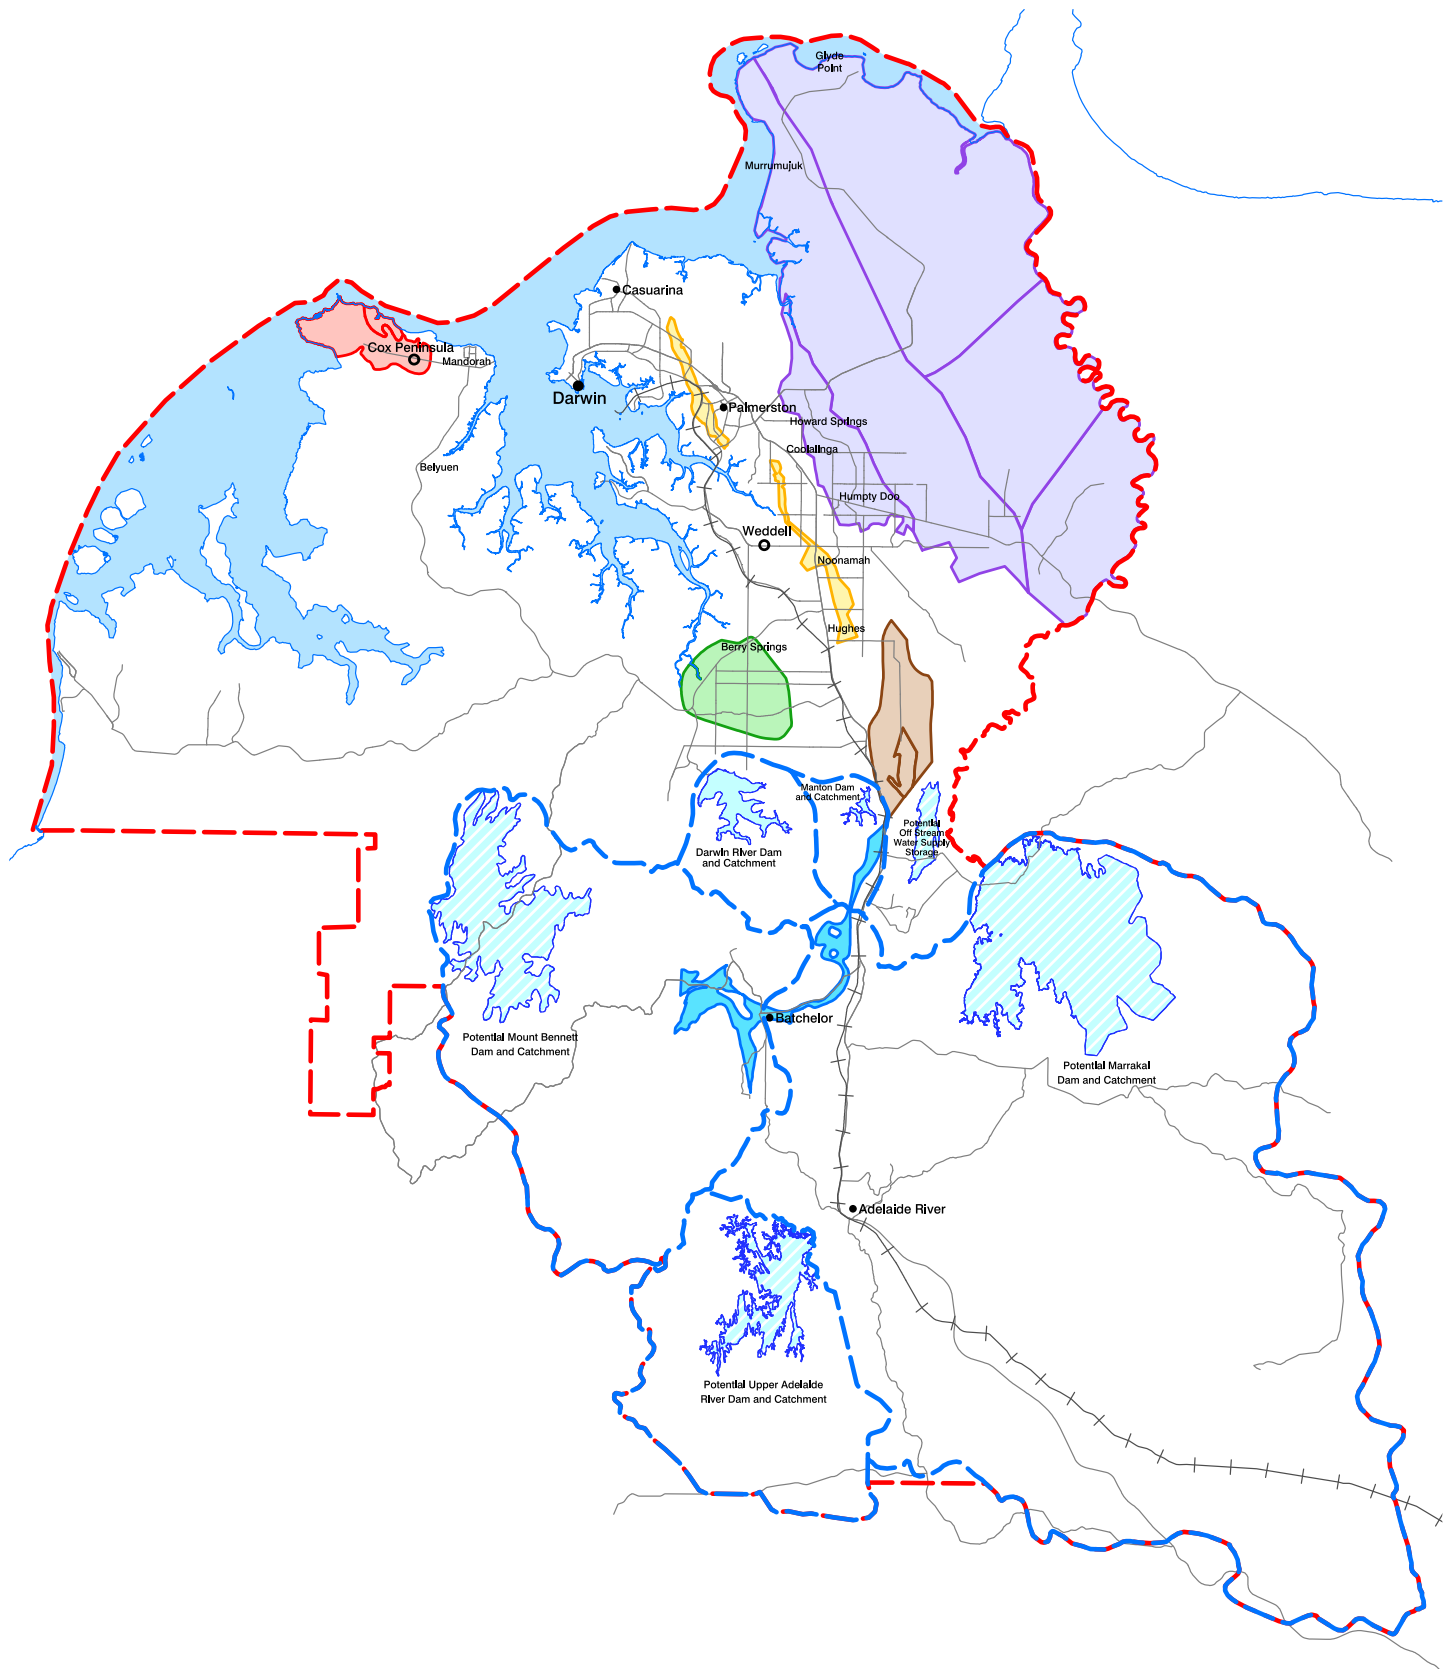 Glyde
Point
Murrumujuk
Casuarina
Cox Peninsula
Mandorah
Darwin
Palmerston
Howard Springs
Coolalinga
Belyuen
Humpty Doo
Weddell
Noonamah
Hughes
Berry Springs
Manton Dam
and Catchment
Potential
Off Stream
Water Supply
Storage
Darwin River Dam
and Catchment
Batchelor
Potential Mount Bennett
Dam and Catchment
Potential Marrakal
Dam and Catchment
Adelaide River
Potential Upper Adelaide
River Dam and Catchment